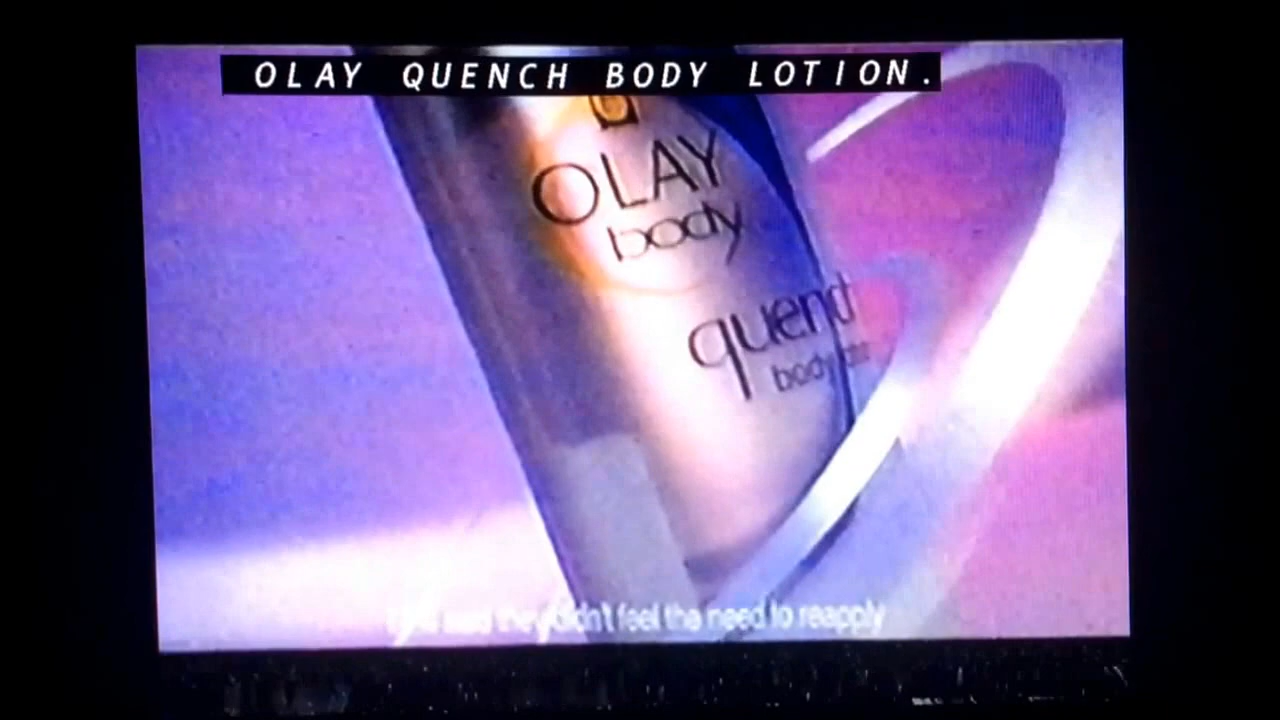 OLAY QUENCH BODY LOTION.
OLAY
body
quench
body
they didn't feel the need to reapply